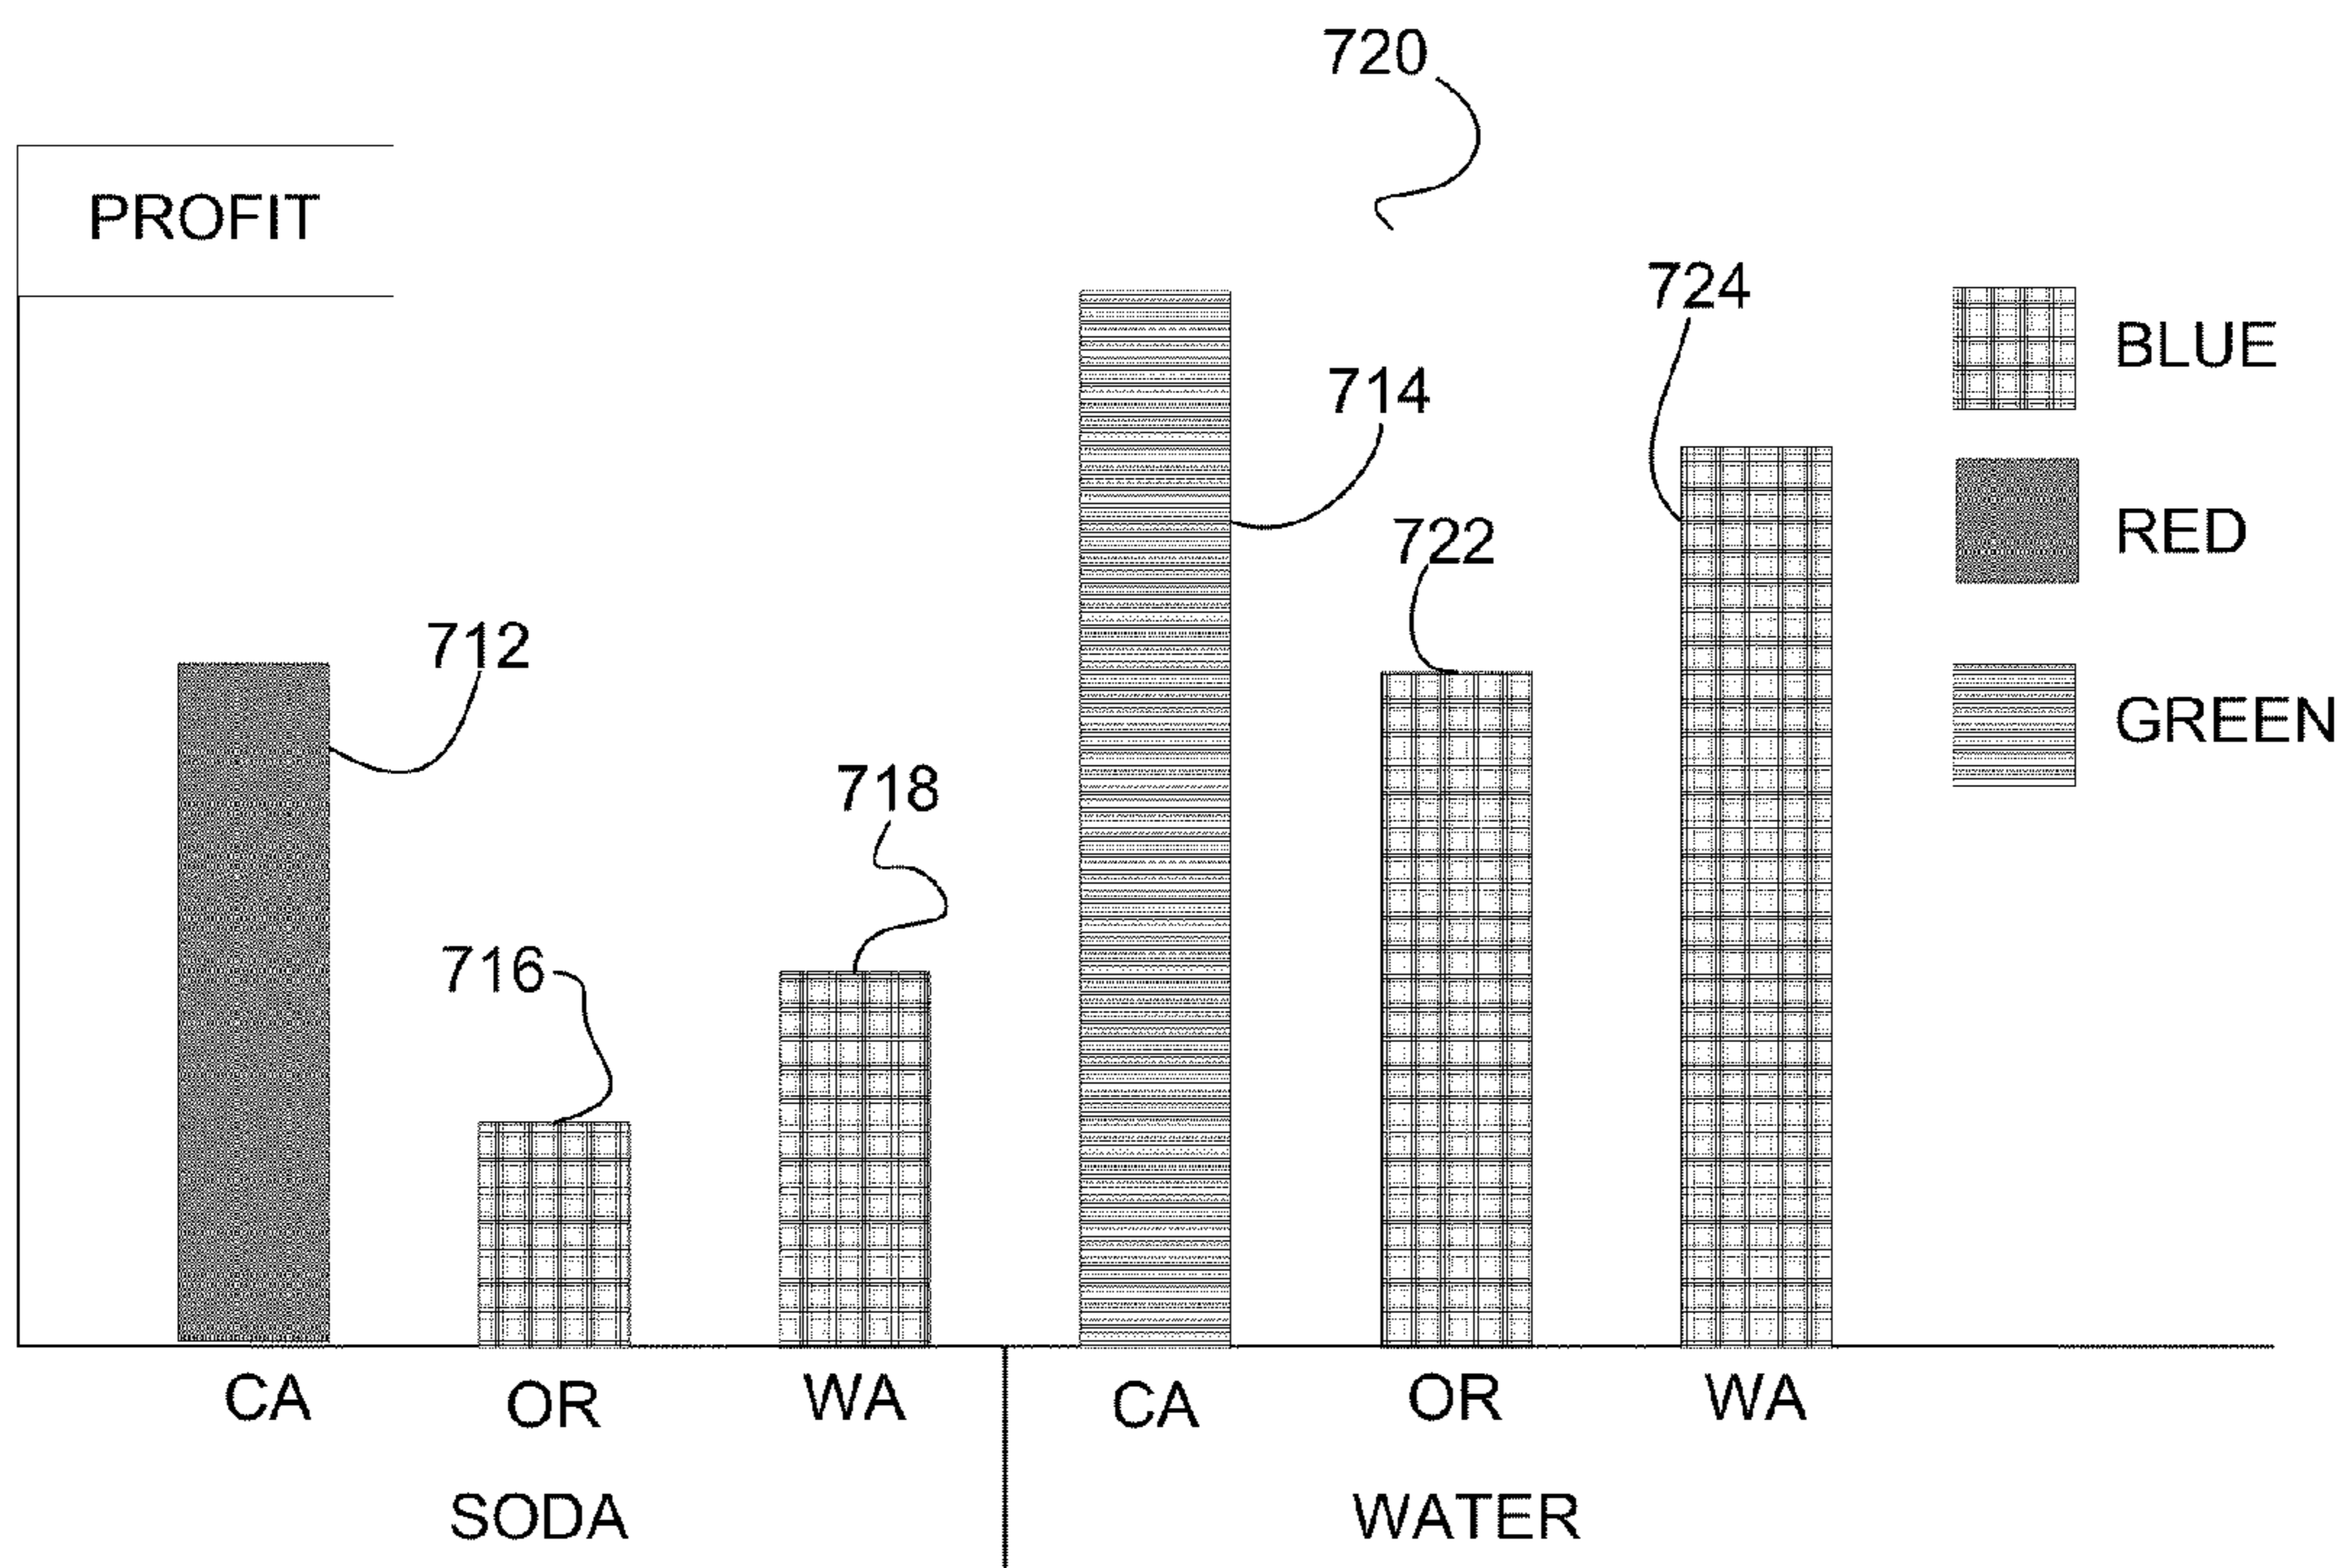 720
PROFIT
724
BLUE
714
722
RED
712
GREEN
718
716
CA OR WA CA OR WA
SODA WATER